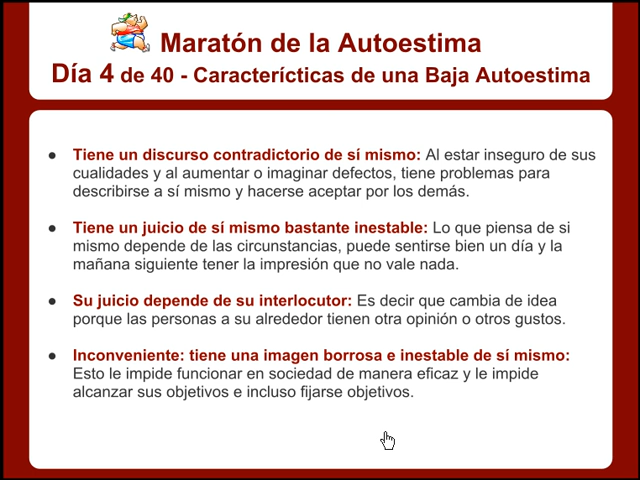 Maratón de la Autoestima
Día 4 de 40 - Caracterícticas de una Baja Autoestima
● Tiene un discurso contradictorio de sí mismo: Al estar inseguro de sus
cualidades y al aumentar o imaginar defectos, tiene problemas para
describirse a sí mismo y hacerse aceptar por los demás.
● Tiene un juicio de sí mismo bastante inestable: Lo que piensa de si
mismo depende de las circunstancias, puede sentirse bien un día y la
mañana siguiente tener la impresión que no vale nada.
● Su juicio depende de su interlocutor: Es decir que cambia de idea
porque las personas a su alrededor tienen otra opinión o otros gustos.
● Inconveniente: tiene una imagen borrosa e inestable de sí mismo:
Esto le impide funcionar en sociedad de manera eficaz y le impide
alcanzar sus objetivos e incluso fijarse objetivos.